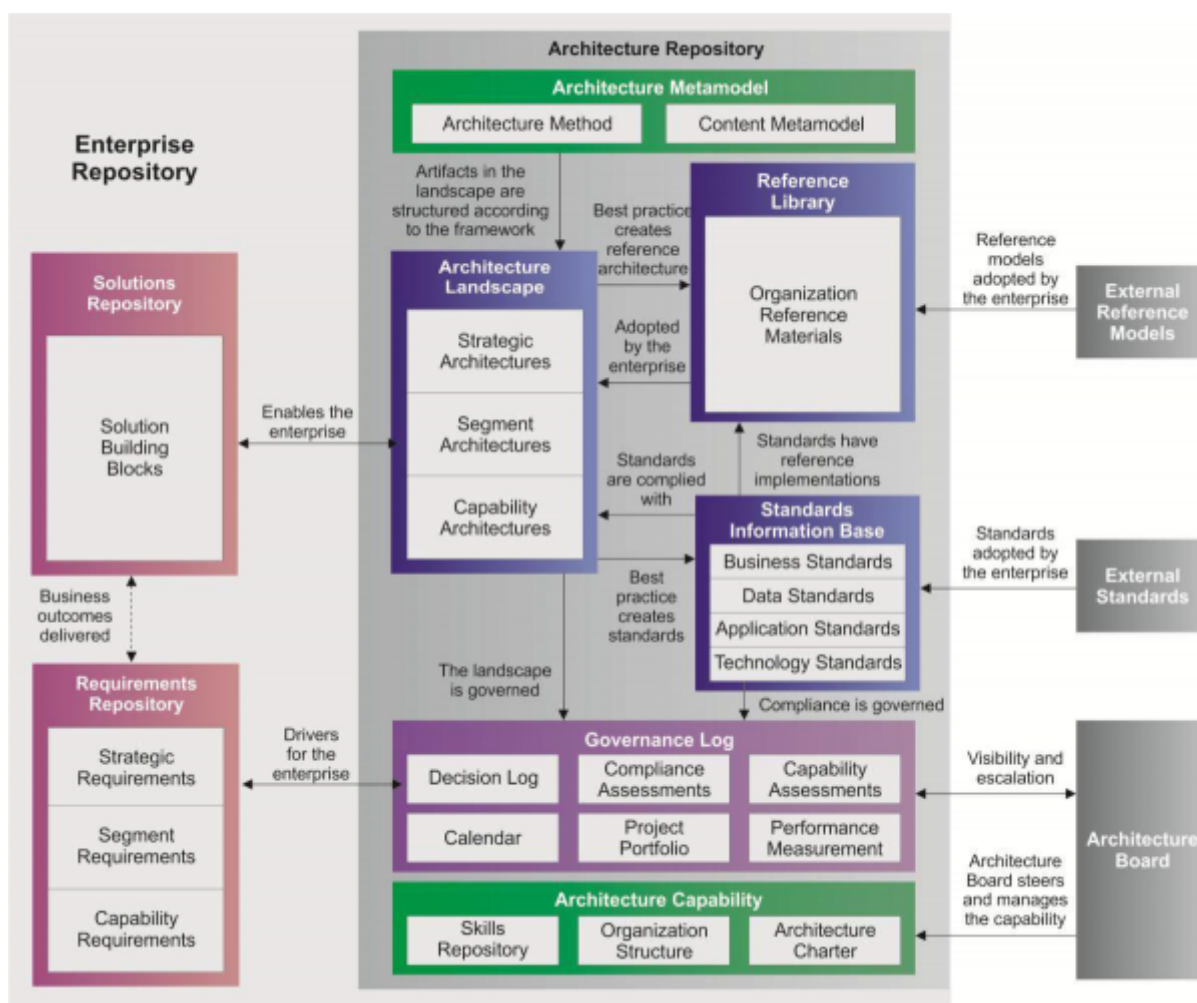 Architecture Repository
Architecture Metamodel
Architecture Method
Content Metamodel
Enterprise
Repository
Artifacts in the
landscape are
structured according
to the framework
Best practice
creates
reference
architecture
Reference
Library
Organization
Reference
Materials
Reference
models
adopted by
the enterprise
External
Reference
Models
Solutions
Repository
Solution
Building
Blocks
Enables the
enterprise
Architecture
Landscape
Strategic
Architectures
Segment
Architectures
Capability
Architectures
Adopted
by the
enterprise
Standards have
reference
implementations
Standards
are complied
with
Standards
Information Base
Business Standards
Data Standards
Application Standards
Technology Standards
Standards
adopted by
the enterprise
External
Standards
Best
practice
creates
standards
Business
outcomes
delivered
The landscape
is governed
Compliance is governed
Requirements
Repository
Strategic
Requirements
Segment
Requirements
Capability
Requirements
Drivers
for the
enterprise
Governance Log
Decision Log
Compliance
Assessments
Capability
Assessments
Calendar
Project
Portfolio
Performance
Measurement
Visibility and
escalation
Architecture
Board
Architecture
Board steers
and manages
the capability
Architecture Capability
Skills
Repository
Organization
Structure
Architecture
Charter